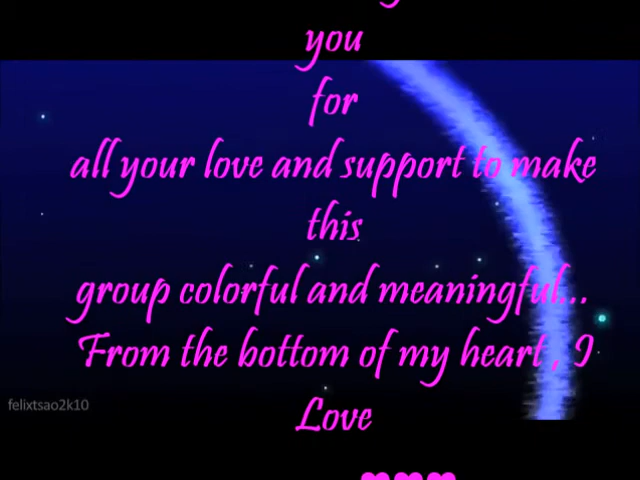 you
for
all your love and support to make
this
group colorful and meaningful...
From the bottom of my heart , I
Love
felixtsao2k10